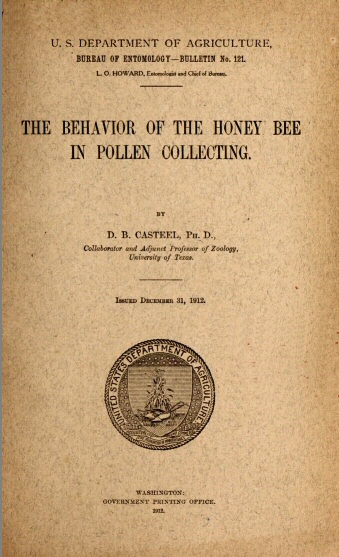 U. S. DEPARTMENT OF AGRICULTURE,
BUREAU OF ENTOMOLOGY—BULLETIN No. 121.
L. O. HOWARD, Entomologist and Chief of Bureau.
THE BEHAVIOR OF THE HONEY BEE
IN POLLEN COLLECTING.
BY
D. B. CASTEEL, Ph. D.,
Collaborator and Adjunct Professor of Zoology,
University of Texas.
Issued December 31, 1912.
UNITED STATES DEPARTMENT OF AGRICULTURE
WASHINGTON:
GOVERNMENT PRINTING OFFICE.
1912.